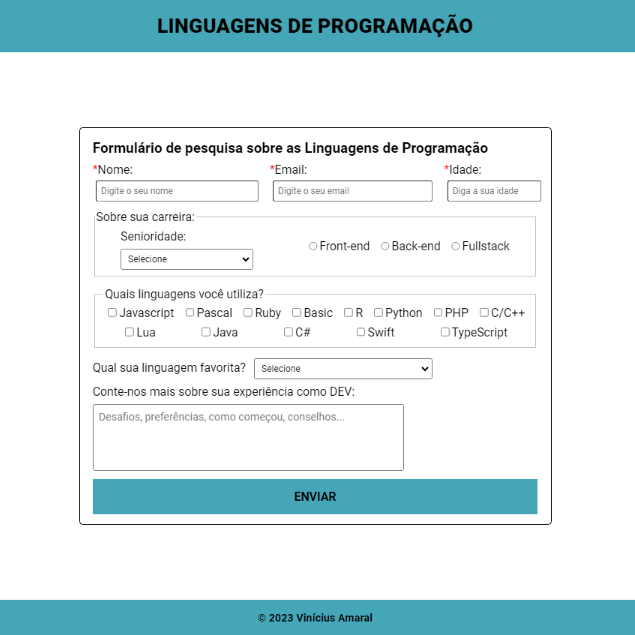 LINGUAGENS DE PROGRAMAÇÃO
Formulário de pesquisa sobre as Linguagens de Programação
*Nome: *Email: *Idade:
Digite o seu nome Digite o seu email Diga a sua idade
Sobre sua carreira:
Senioridade:
Front-end Back-end Fullstack
Selecione
Quais linguagens você utiliza?
Javascript Pascal Ruby Basic R Python PHP C/C++
Lua Java C# Swift TypeScript
Qual sua linguagem favorita? Selecione
Conte-nos mais sobre sua experiência como DEV:
Desafios, preferências, como começou, conselhos...
ENVIAR
© 2023 Vinícius Amaral